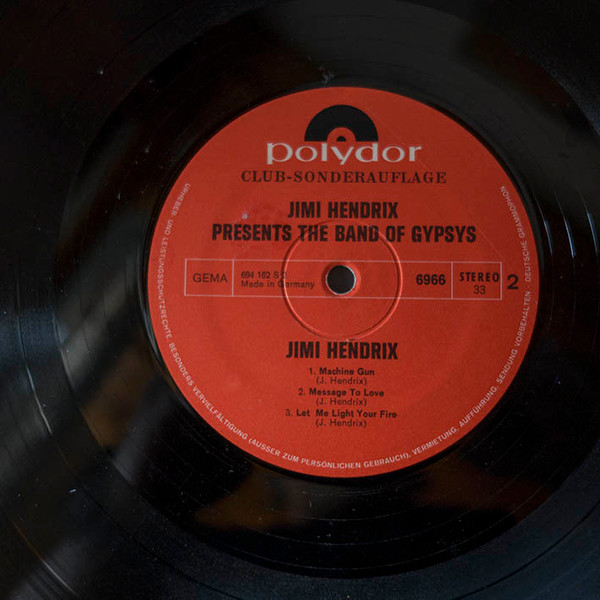 polydor
CLUB-SONDERAUFLAGE
JIMI HENDRIX
PRESENTS THE BAND OF GYPSYS
GEMA
694 162 S 2
Made in Germany
6966
STEREO
33
2
JIMI HENDRIX
1. Machine Gun
(J. Hendrix)
2. Message To Love
(J. Hendrix)
3. Let Me Light Your Fire
(J. Hendrix)
URHEBER UND LEISTUNGSSCHUTZRECHTE BESONDERS VERVIELFÄLTIGUNG (AUSSER ZUM PERSÖNLICHEN GEBRAUCH), VERMIETUNG, AUFFÜHRUNG, SENDUNG VORBEHALTEN DEUTSCHE GRAMMOPHON